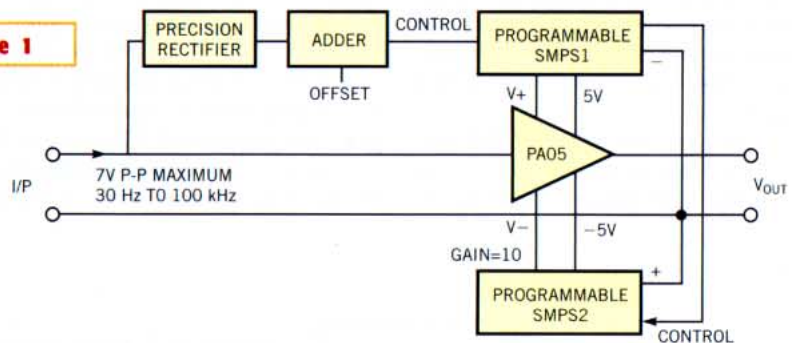 e 1
PRECISION
RECTIFIER
ADDER
CONTROL
PROGRAMMABLE
SMPS1
−
OFFSET
V+
5V
I/P
7V P-P MAXIMUM
30 Hz T0 100 kHz
PA05
VOUT
V−
−5V
GAIN=10
+
PROGRAMMABLE
SMPS2
CONTROL